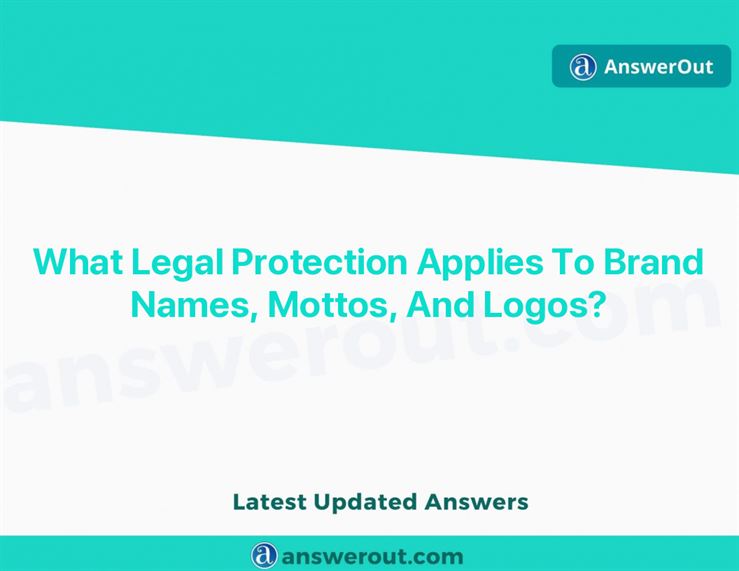 AnswerOut
What Legal Protection Applies To Brand
Names, Mottos, And Logos?
answerout.com
Latest Updated Answers
answerout.com